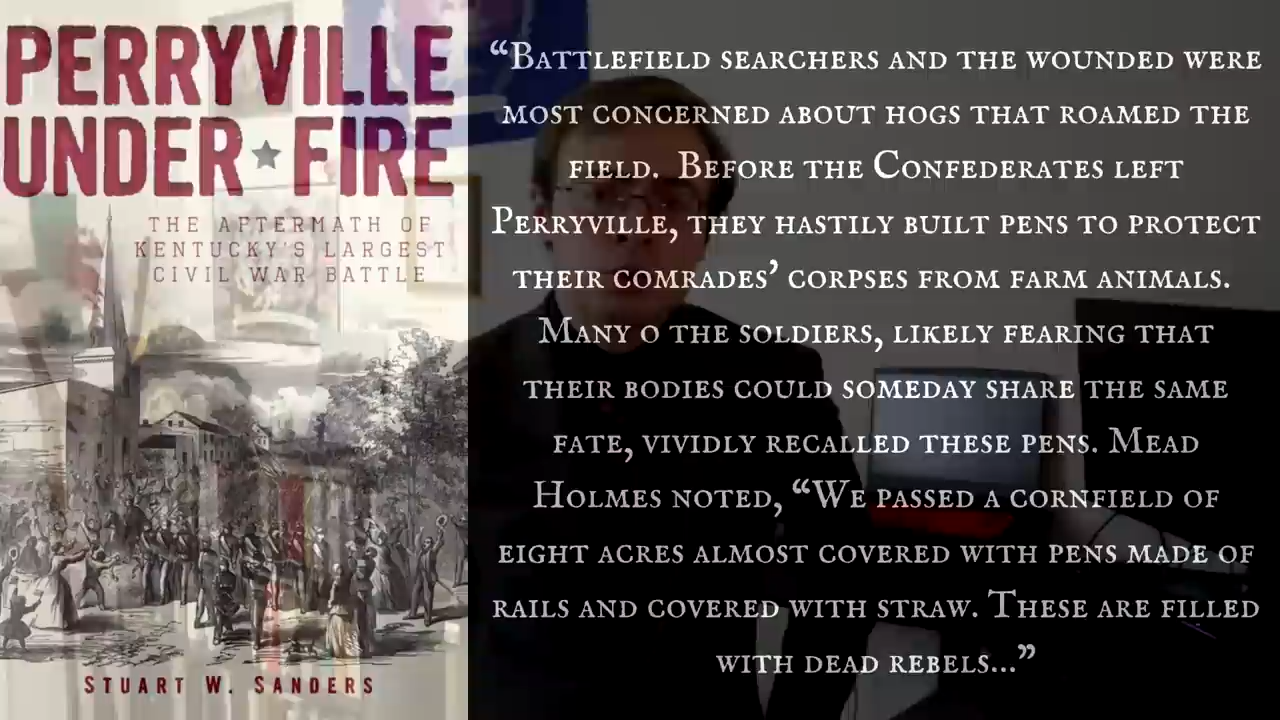 PERRYVILLE
UNDER ★ FIRE
THE AFTERMATH OF
KENTUCKY'S LARGEST
CIVIL WAR BATTLE
STUART W. SANDERS
“Battlefield searchers and the wounded were
most concerned about hogs that roamed the
field. Before the Confederates left
Perryville, they hastily built pens to protect
their comrades’ corpses from farm animals.
Many o the soldiers, likely fearing that
their bodies could someday share the same
fate, vividly recalled these pens. Mead
Holmes noted, “We passed a cornfield of
eight acres almost covered with pens made of
rails and covered with straw. These are filled
with dead rebels...”